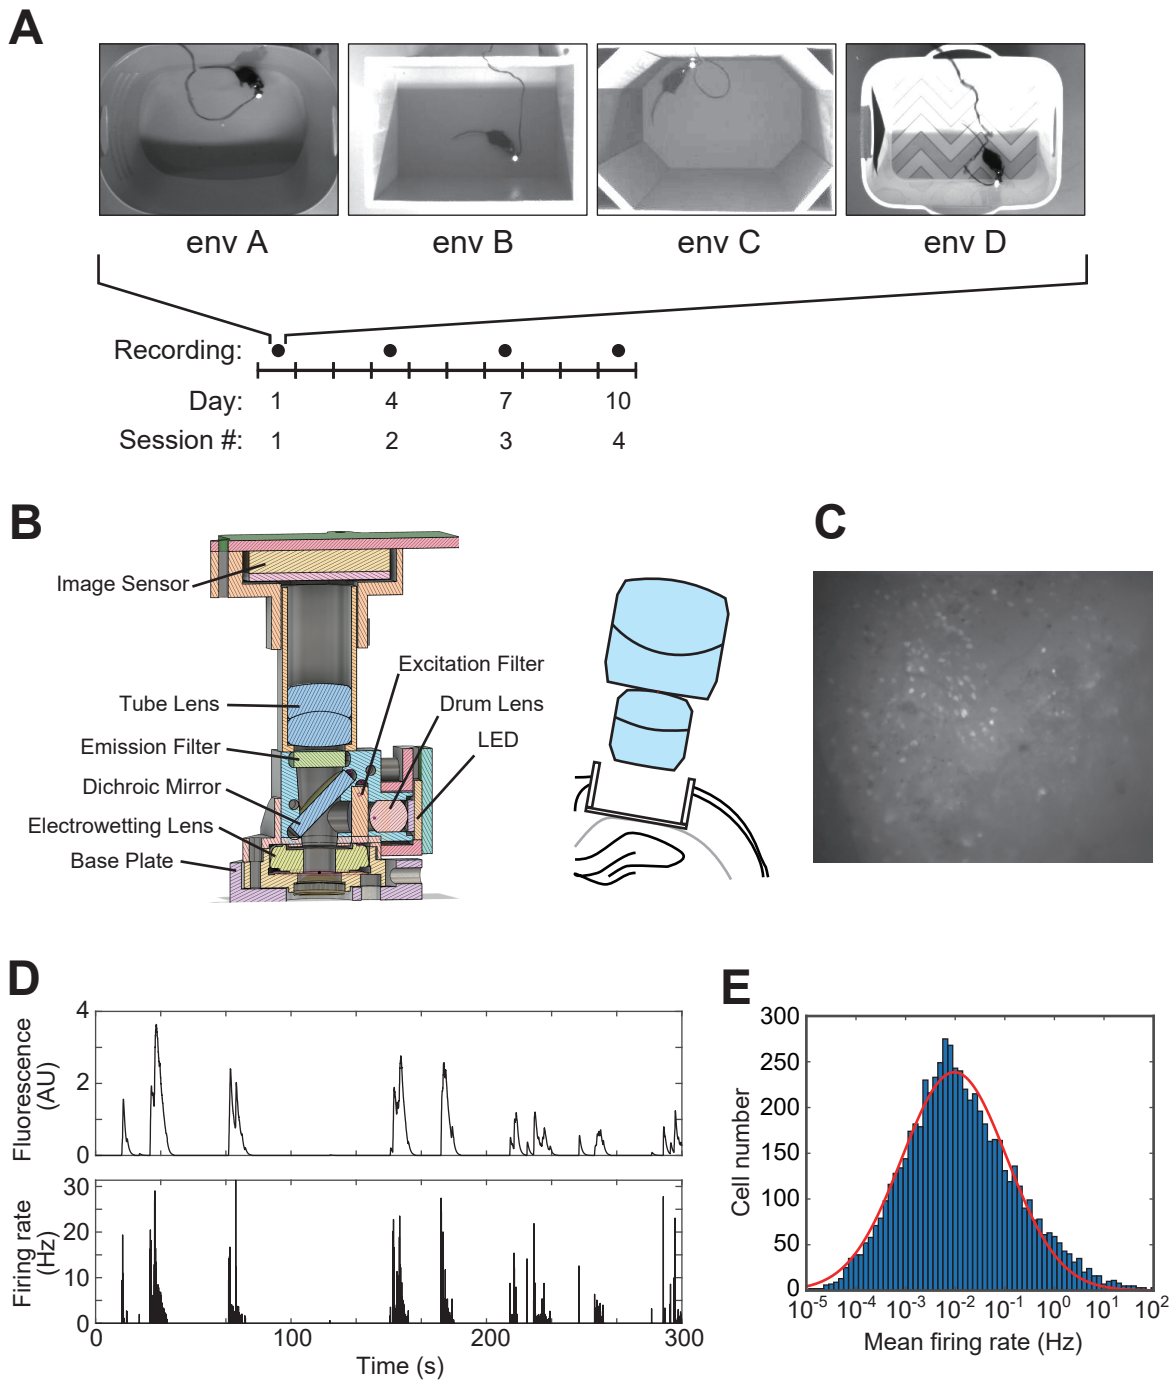 A
env A env B env C env D
Recording:
Day: 1 4 7 10
Session #: 1 2 3 4
B
Image Sensor
Tube Lens
Emission Filter
Dichroic Mirror
Electrowetting Lens
Base Plate
Excitation Filter
Drum Lens
LED
C
D
Fluorescence
(AU)
4
2
0
Firing rate
(Hz)
30
20
10
0
0 100 200 300
Time (s)
E
Cell number
300
250
200
150
100
50
0
10⁻⁵ 10⁻⁴ 10⁻³ 10⁻² 10⁻¹ 10⁰ 10¹ 10²
Mean firing rate (Hz)